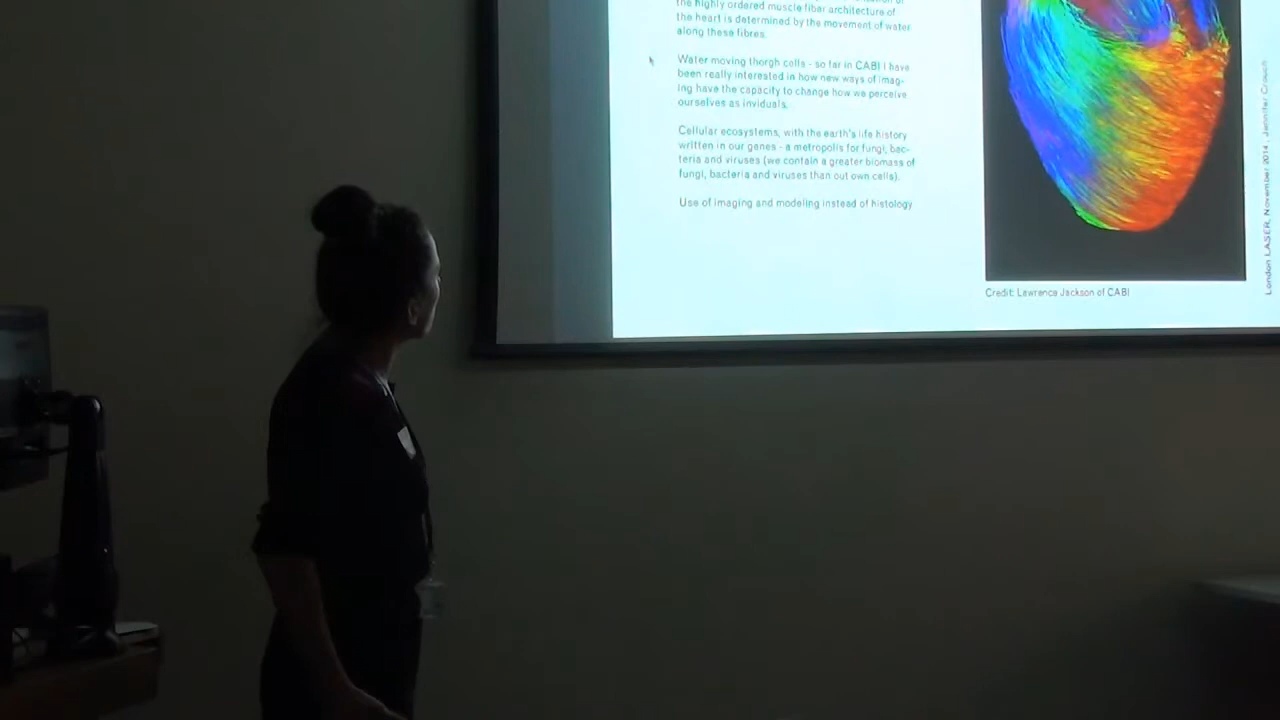 the highly ordered muscle fiber architecture of
the heart is determined by the movement of water
along these fibres.
Water moving thorgh cells - so far in CABI I have
been really interested in how new ways of imag-
ing have the capacity to change how we perceive
ourselves as inviduals.
Cellular ecosystems, with the earth's life history
written in our genes - a metropolis for fungi, bac-
teria and viruses (we contain a greater biomass of
fungi, bacteria and viruses than out own cells).
Use of imaging and modeling instead of histology
Credit: Lawrence Jackson of CABI
London LASER, November 2014, Jennifer Crouch